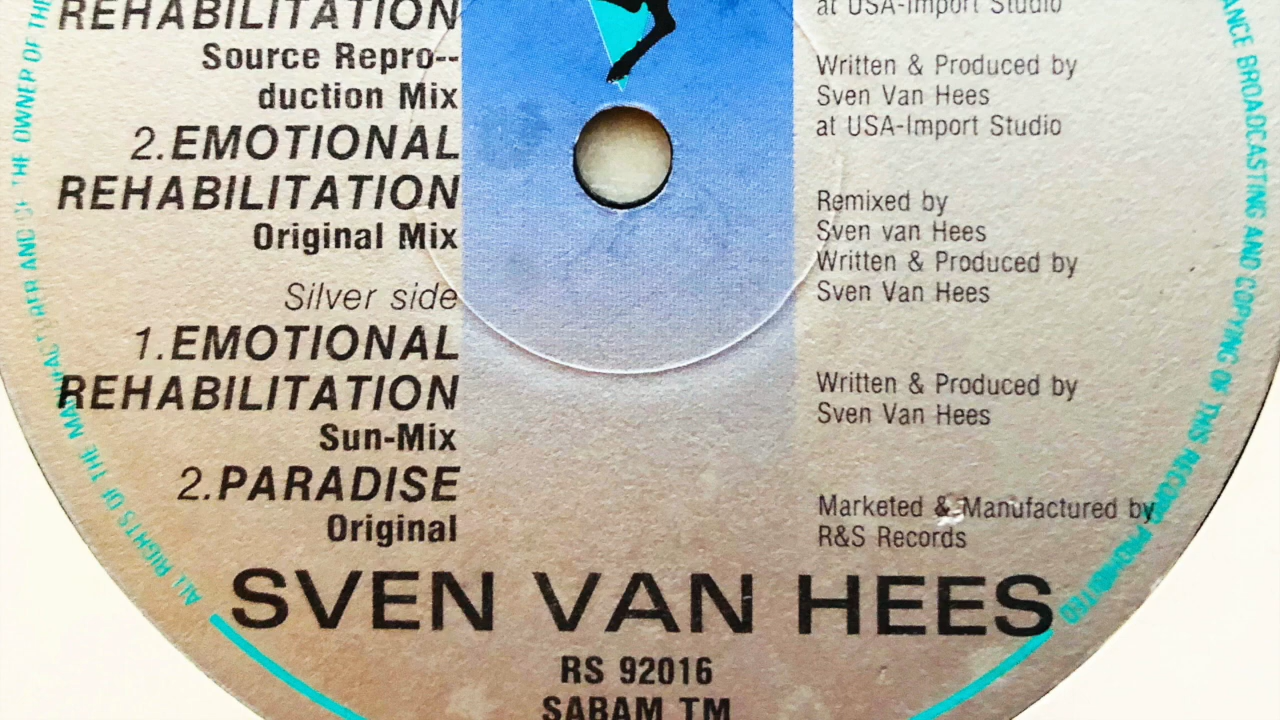 REHABILITATION
Source Repro--
duction Mix
2.EMOTIONAL
REHABILITATION
Original Mix
Silver side
1.EMOTIONAL
REHABILITATION
Sun-Mix
2.PARADISE
Original
at USA-Import Studio
Written & Produced by
Sven Van Hees
at USA-Import Studio
Remixed by
Sven van Hees
Written & Produced by
Sven Van Hees
Written & Produced by
Sven Van Hees
Marketed & Manufactured by
R&S Records
SVEN VAN HEES
RS 92016
SABAM TM
ALL RIGHTS OF THE MANUFACTURER AND OF THE OWNER OF THE
BROADCASTING AND COPYING OF THIS RECORD PROHIBITED